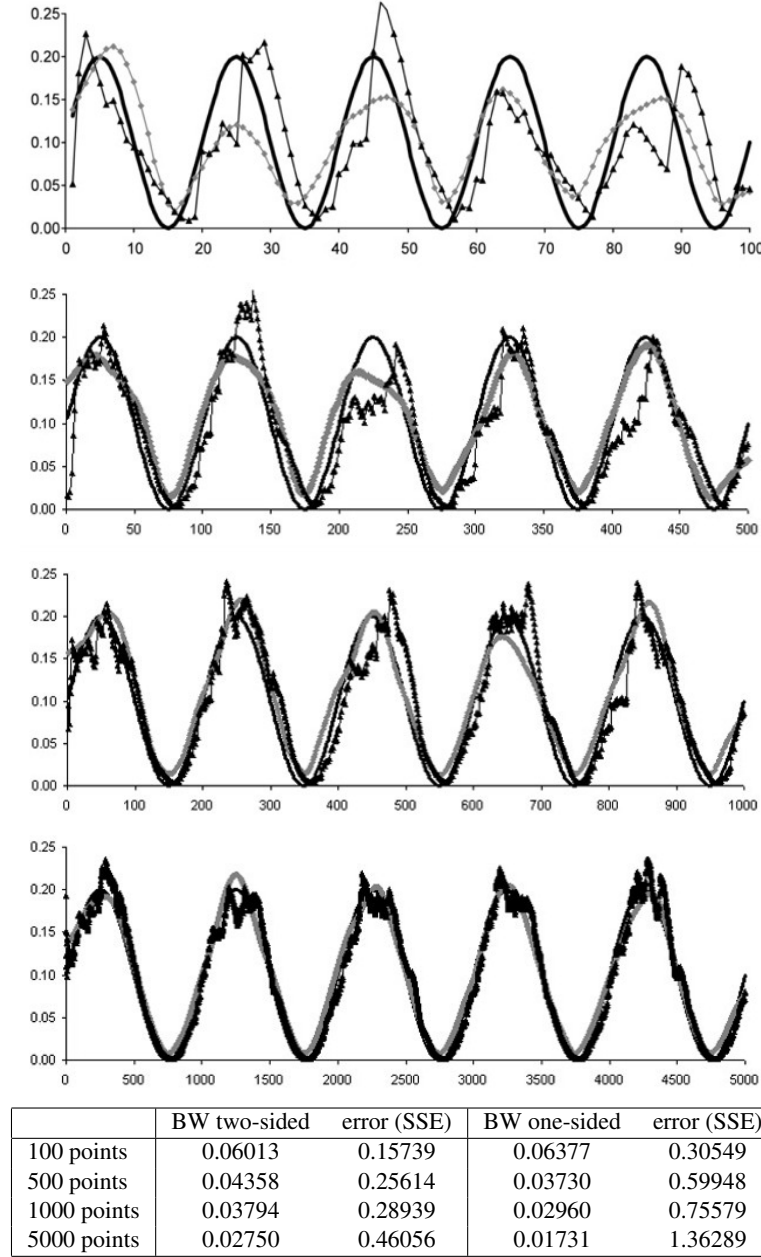 0.25
0.20
0.15
0.10
0.05
0.00
0 10 20 30 40 50 60 70 80 90 100
0.25
0.20
0.15
0.10
0.05
0.00
0 50 100 150 200 250 300 350 400 450 500
0.25
0.20
0.15
0.10
0.05
0.00
0 100 200 300 400 500 600 700 800 900 1000
0.25
0.20
0.15
0.10
0.05
0.00
0 500 1000 1500 2000 2500 3000 3500 4000 4500 5000
BW two-sided error (SSE) BW one-sided error (SSE)
100 points 0.06013 0.15739 0.06377 0.30549
500 points 0.04358 0.25614 0.03730 0.59948
1000 points 0.03794 0.28939 0.02960 0.75579
5000 points 0.02750 0.46056 0.01731 1.36289